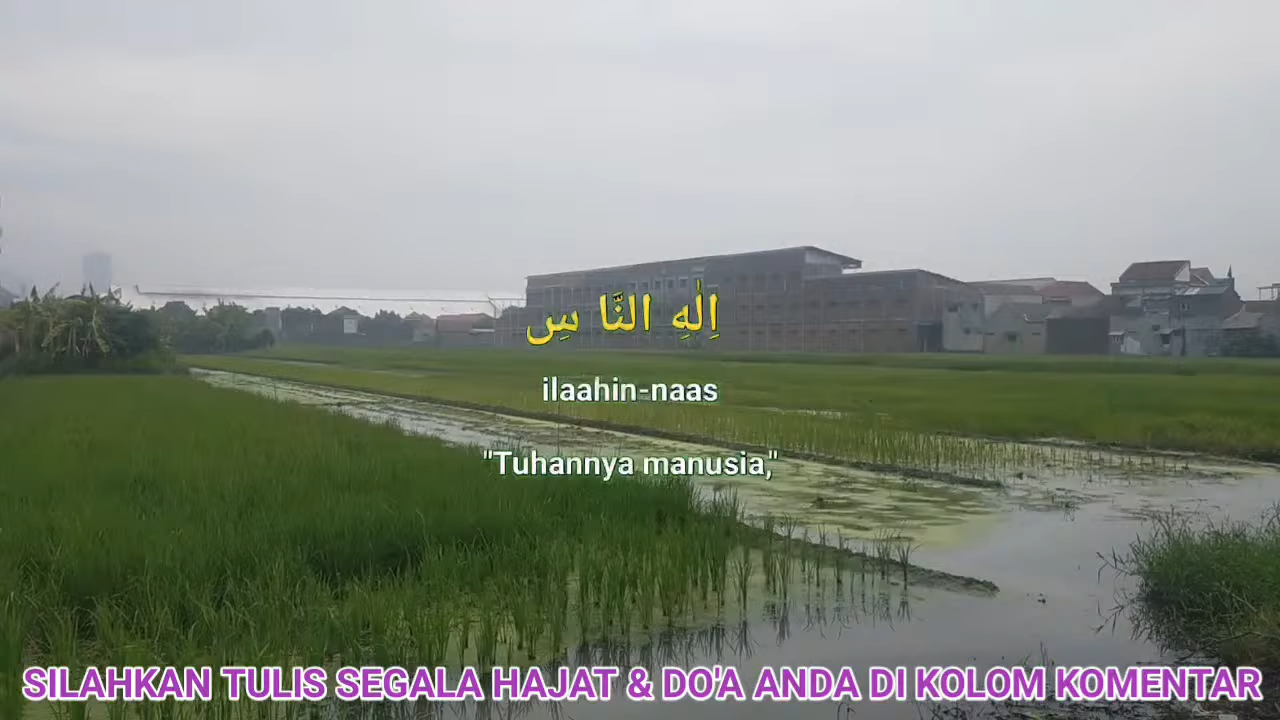 اِلٰهِ النَّا سِ
ilaahin-naas
"Tuhannya manusia,"
SILAHKAN TULIS SEGALA HAJAT & DO'A ANDA DI KOLOM KOMENTAR